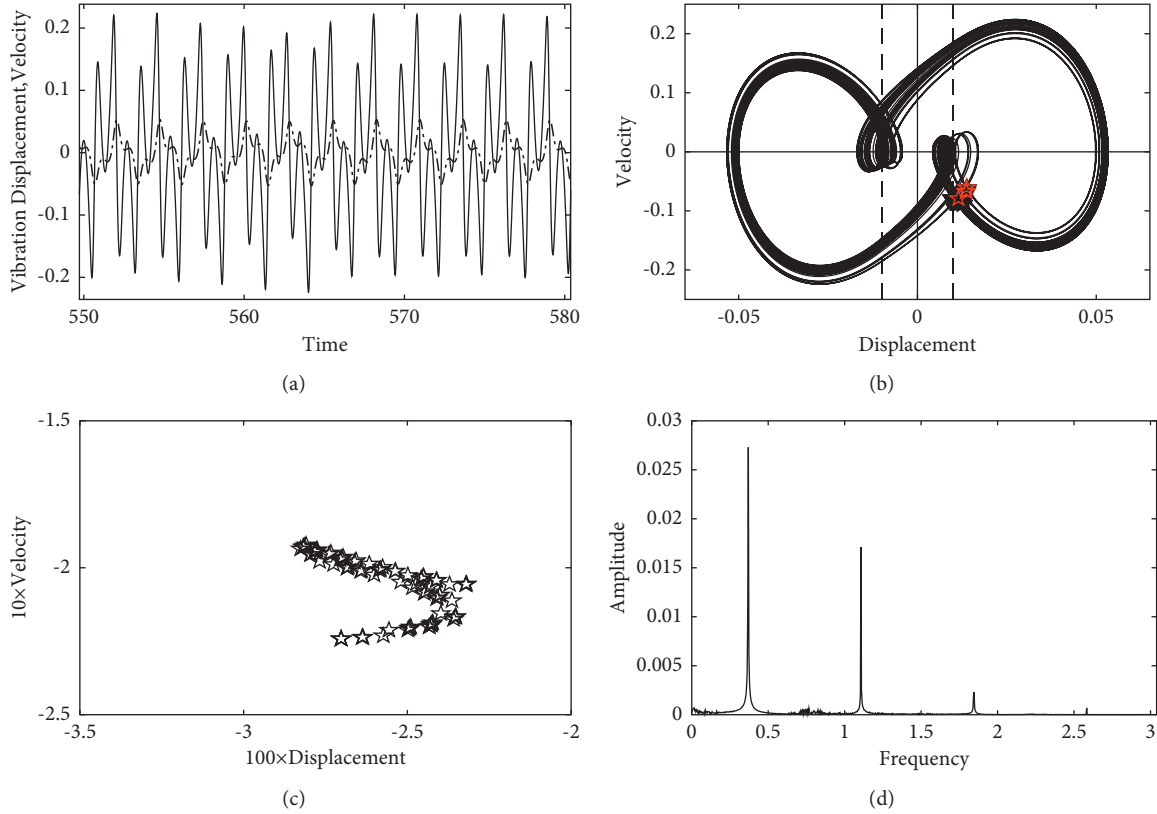 Vibration Displacement,Velocity
0.2
0.1
0
-0.1
-0.2
550 560 570 580
Time
(a)
Velocity
0.2
0.1
0
-0.1
-0.2
-0.05 0 0.05
Displacement
(b)
10×Velocity
-1.5
-2
-2.5
-3.5 -3 -2.5 -2
100×Displacement
(c)
Amplitude
0.03
0.025
0.02
0.015
0.01
0.005
0
0 0.5 1 1.5 2 2.5 3
Frequency
(d)